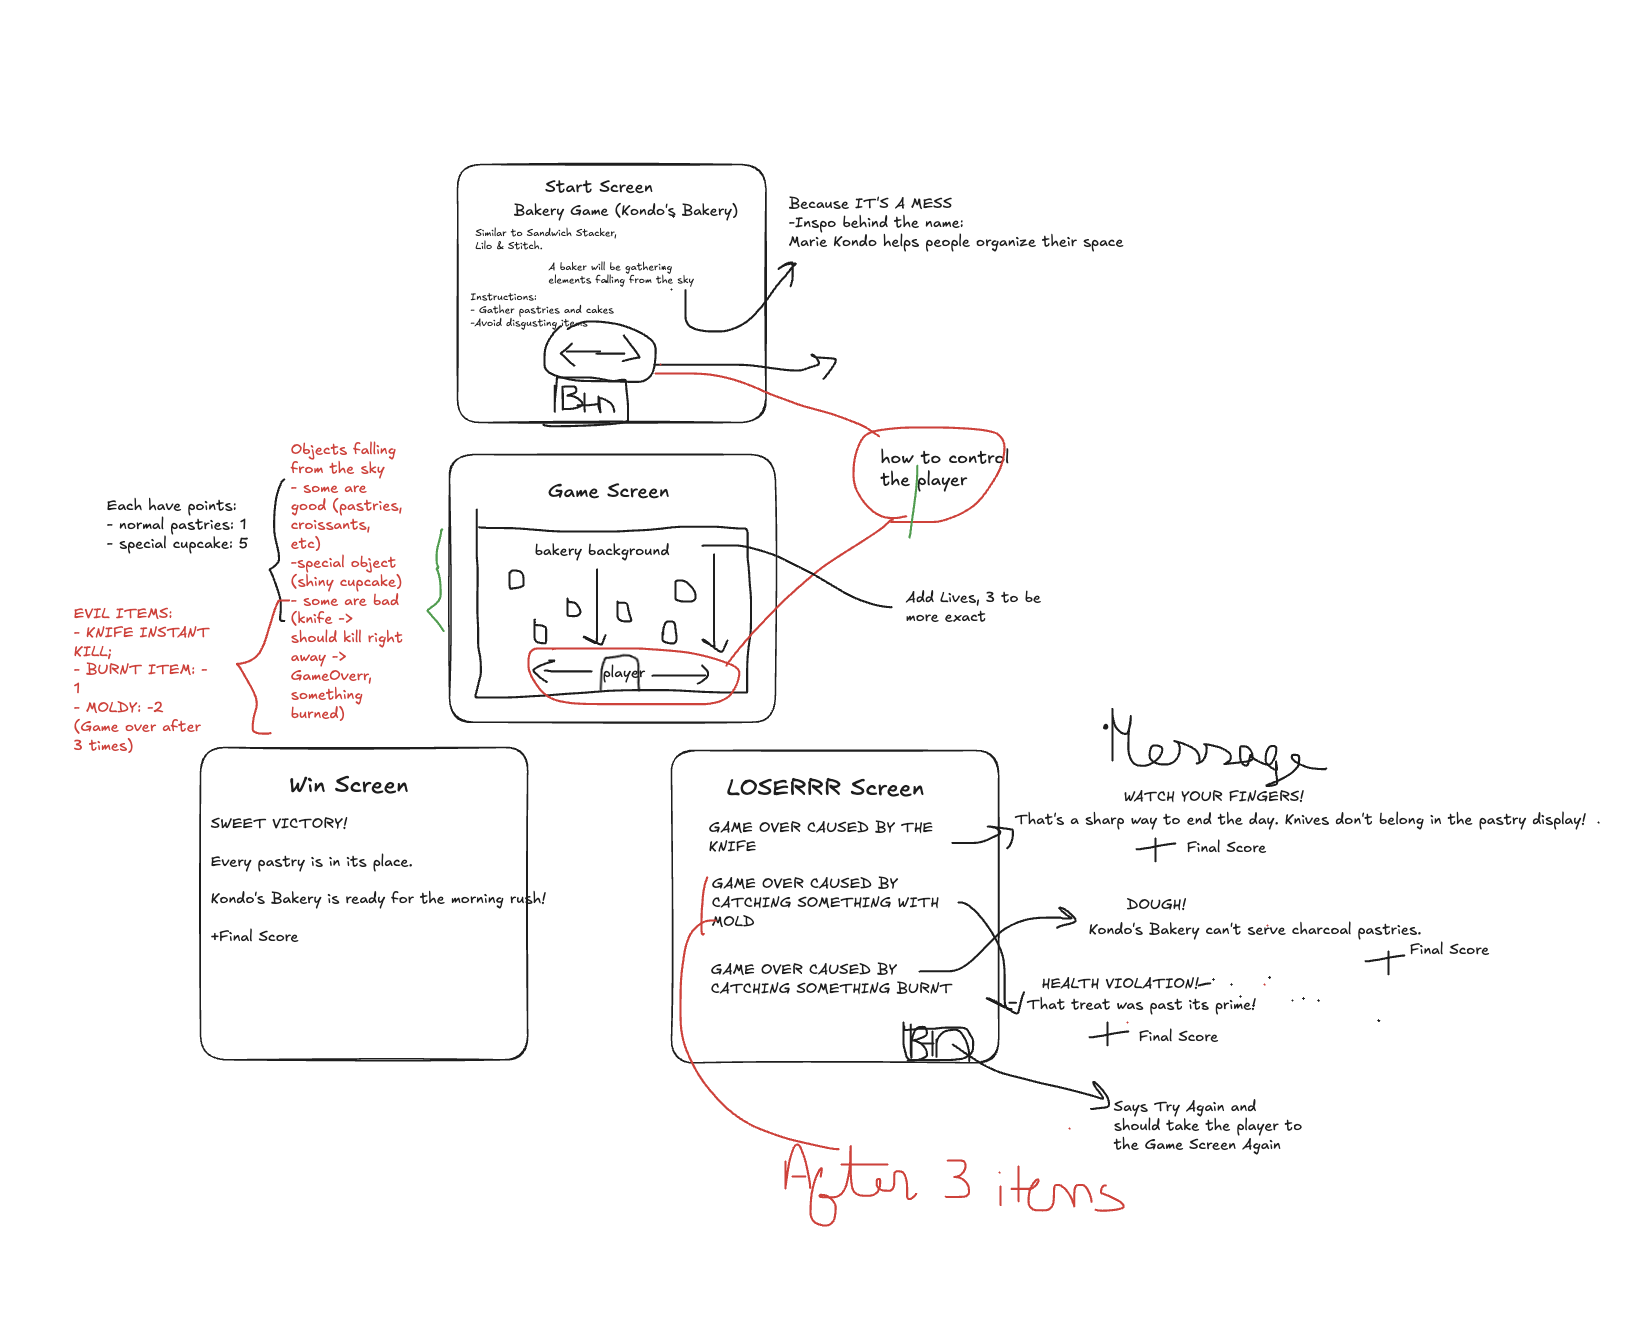 Start Screen
Bakery Game (Kondo's Bakery)
Similar to Sandwich Stacker,
Lilo & Stitch.
A baker will be gathering
elements falling from the sky
Instructions:
- Gather pastries and cakes
-Avoid disgusting items
Btn
Because IT'S A MESS
-Inspo behind the name:
Marie Kondo helps people organize their space
how to control
the player
Objects falling
from the sky
- some are
good (pastries,
croissants,
etc)
-special object
(shiny cupcake)
- some are bad
(knife ->
should kill right
away ->
GameOverr,
something
burned)
Each have points:
- normal pastries: 1
- special cupcake: 5
EVIL ITEMS:
- KNIFE INSTANT
KILL;
- BURNT ITEM: -
1
- MOLDY: -2
(Game over after
3 times)
Game Screen
bakery background
player
Add Lives, 3 to be
more exact
Win Screen
SWEET VICTORY!
Every pastry is in its place.
Kondo's Bakery is ready for the morning rush!
+Final Score
LOSERRR Screen
GAME OVER CAUSED BY THE
KNIFE
GAME OVER CAUSED BY
CATCHING SOMETHING WITH
MOLD
GAME OVER CAUSED BY
CATCHING SOMETHING BURNT
Btn
Message
WATCH YOUR FINGERS!
That's a sharp way to end the day. Knives don't belong in the pastry display!
+ Final Score
DOUGH!
Kondo's Bakery can't serve charcoal pastries.
+ Final Score
HEALTH VIOLATION!
That treat was past its prime!
+ Final Score
Says Try Again and
should take the player to
the Game Screen Again
After 3 items